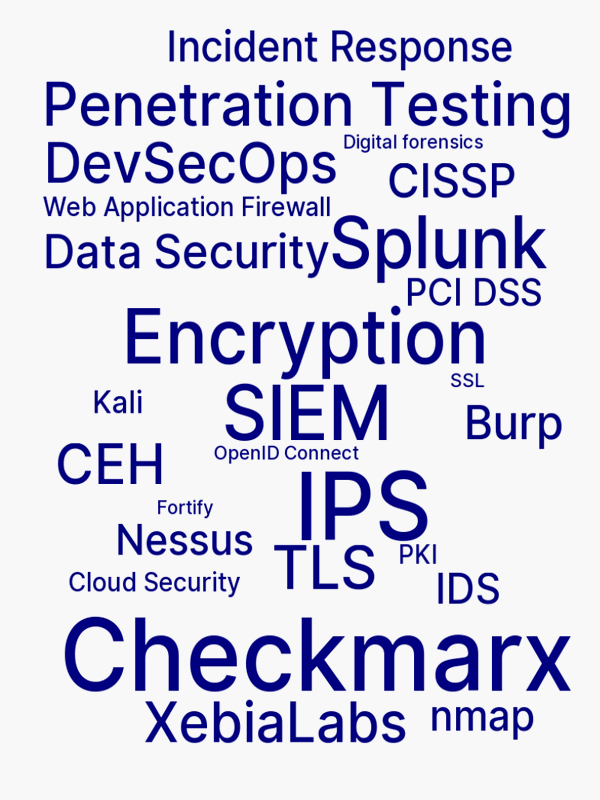 Incident Response
Penetration Testing
Digital forensics
DevSecOps
CISSP
Web Application Firewall
Splunk
Data Security
PCI DSS
Encryption
SSL
SIEM
Kali
Burp
OpenID Connect
CEH
IPS
Fortify
Nessus
PKI
TLS
Cloud Security
IDS
Checkmarx
nmap
XebiaLabs